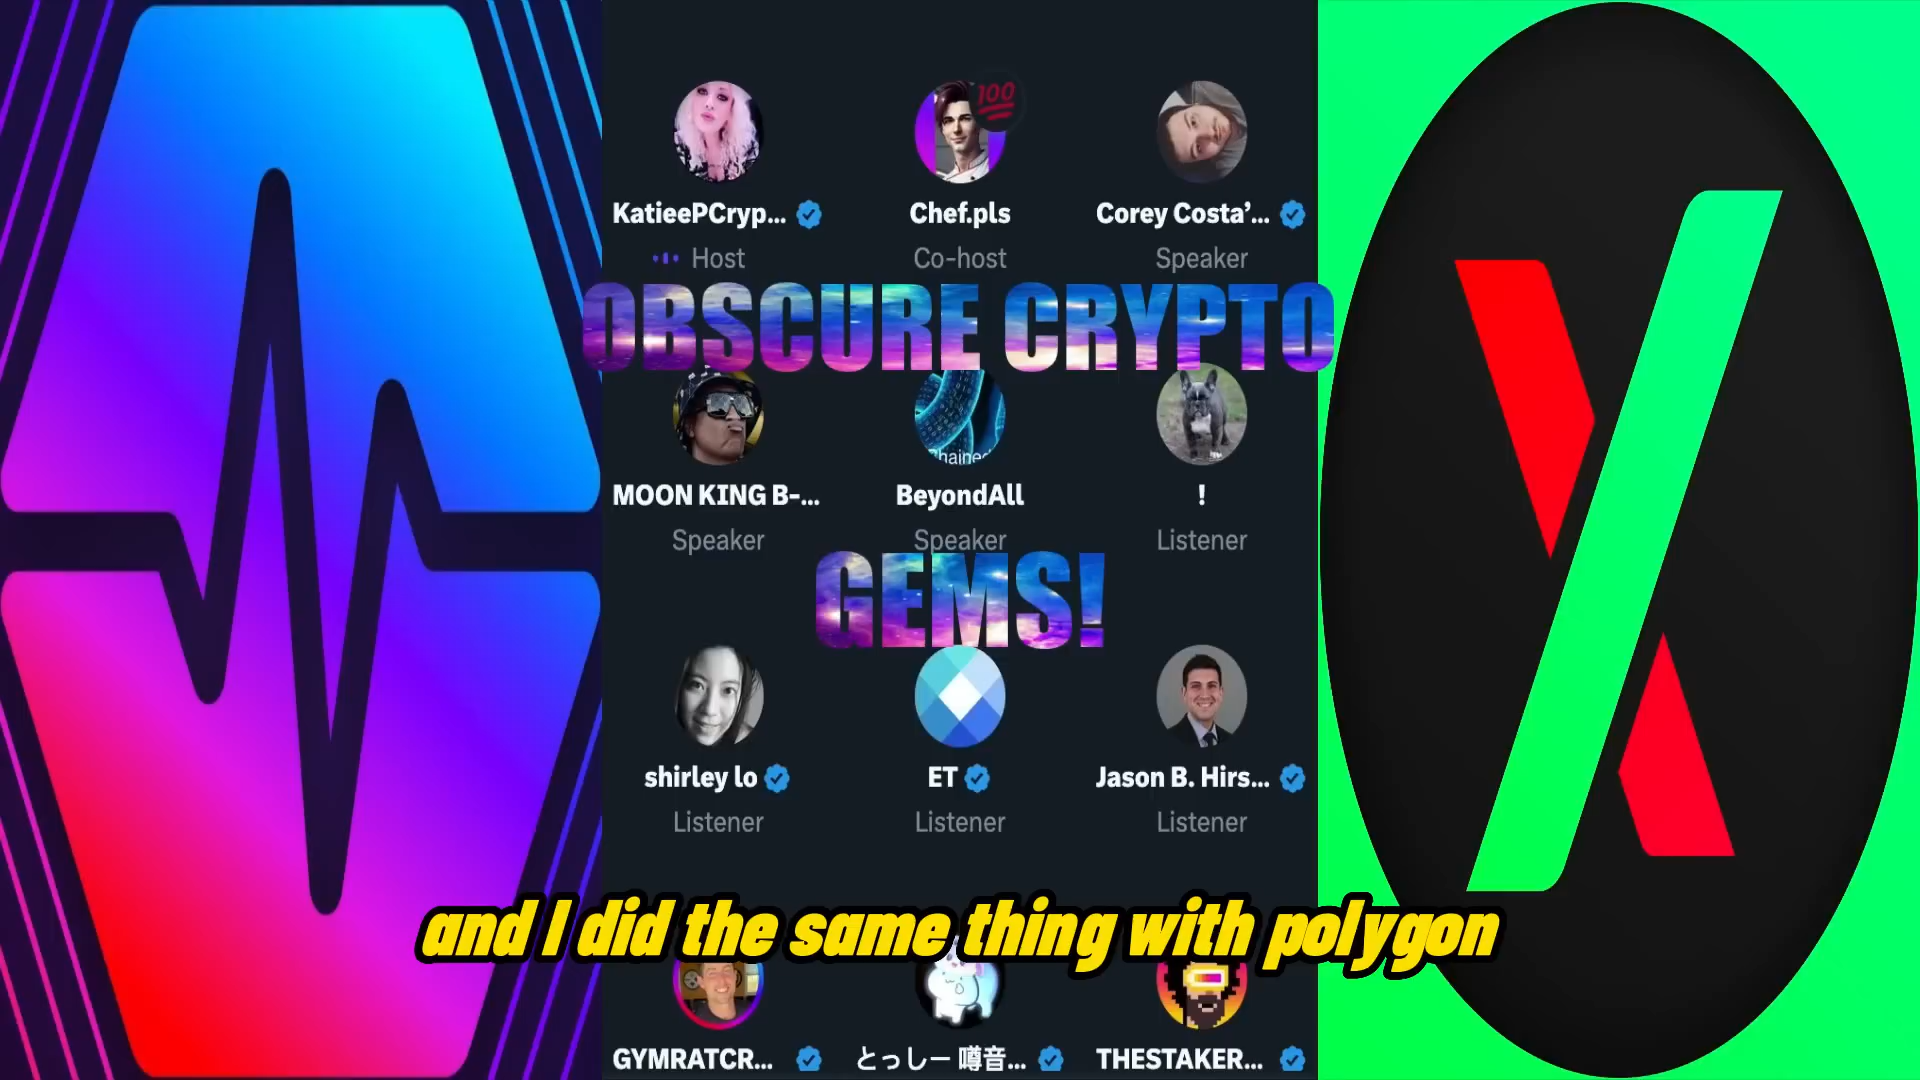 100
KatieePCryp... Chef.pls Corey Costa’...
Host Co-host Speaker
OBSCURE CRYPTO
MOON KING B-... BeyondAll !
Speaker Speaker Listener
GEMS!
shirley lo ET Jason B. Hirs...
Listener Listener Listener
and I did the same thing with polygon
GYMRATCR... とっしー 噂音... THESTAKER...